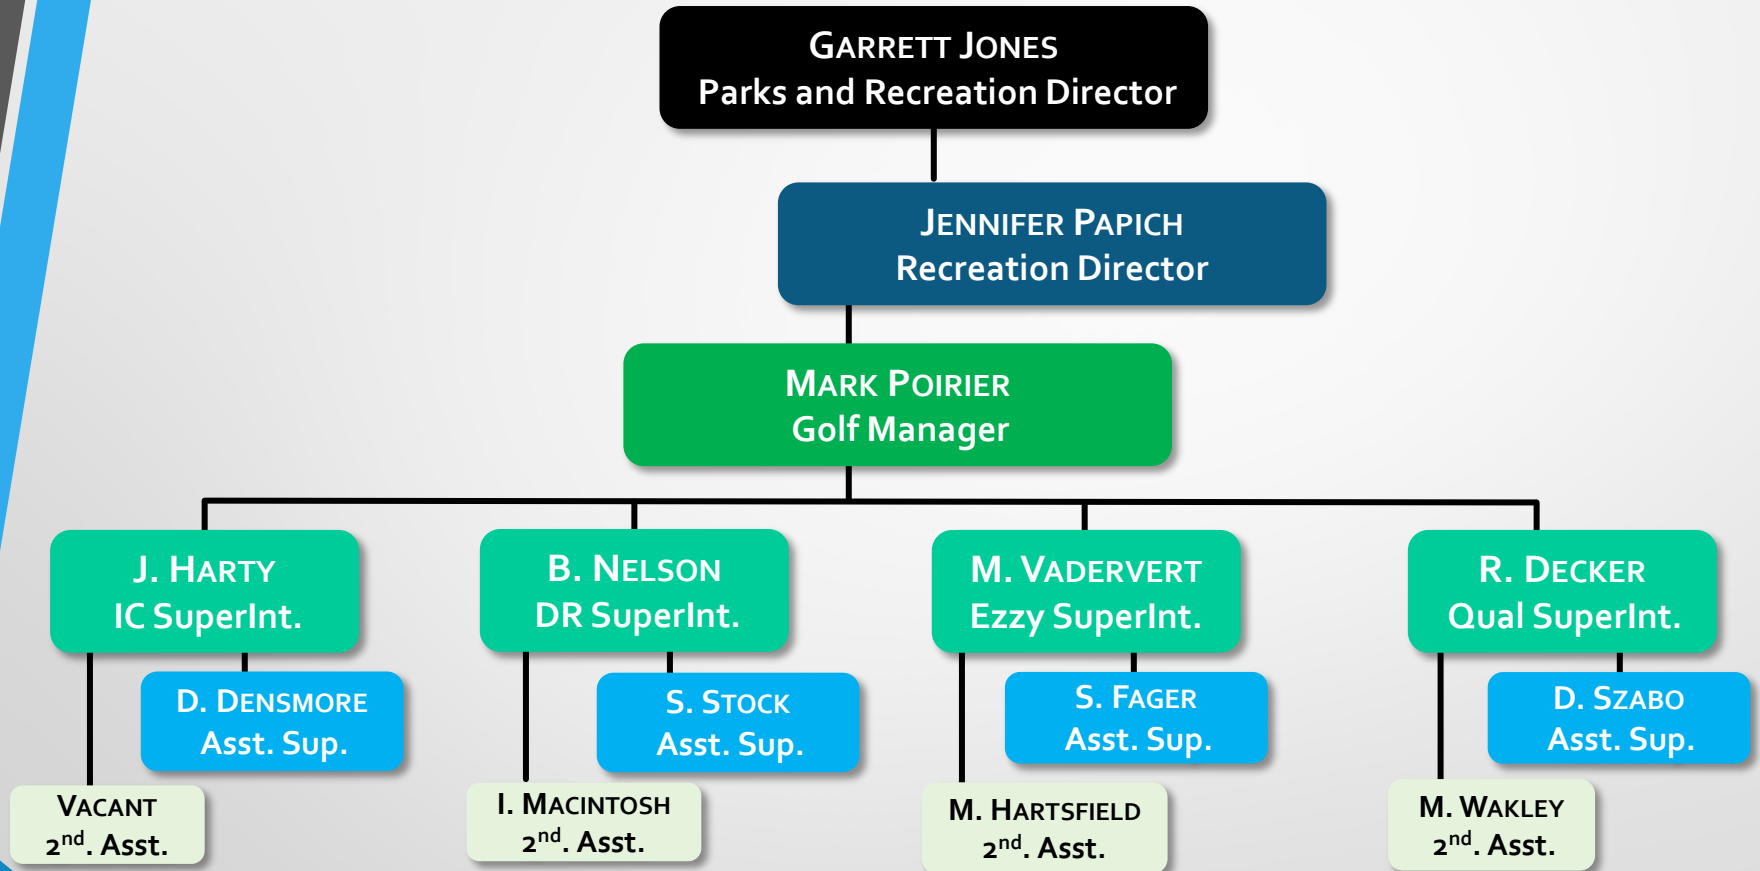 GARRETT JONES
Parks and Recreation Director
JENNIFER PAPICH
Recreation Director
MARK POIRIER
Golf Manager
J. HARTY
IC SuperInt.
B. NELSON
DR SuperInt.
M. VADERVERT
Ezzy SuperInt.
R. DECKER
Qual SuperInt.
D. DENSMORE
Asst. Sup.
S. STOCK
Asst. Sup.
S. FAGER
Asst. Sup.
D. SZABO
Asst. Sup.
VACANT
2nd. Asst.
I. MACINTOSH
2nd. Asst.
M. HARTSFIELD
2nd. Asst.
M. WAKLEY
2nd. Asst.